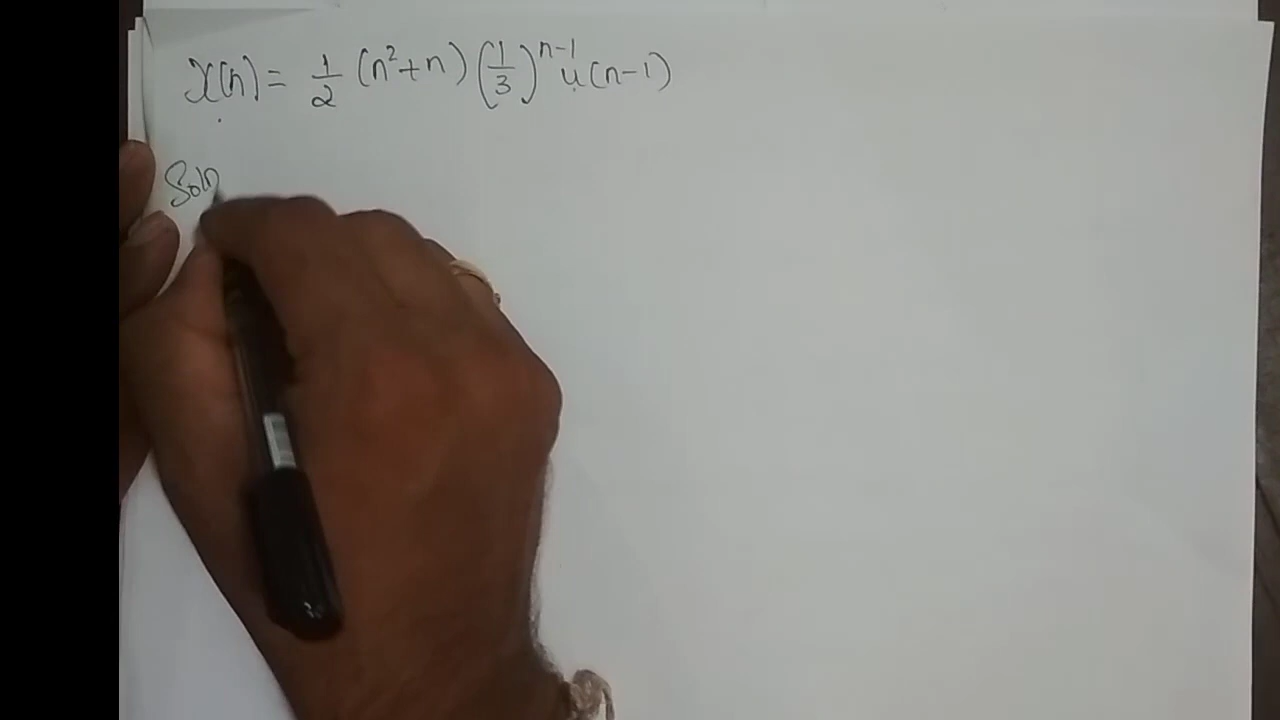 x(n) = 1/2 (n²+n) (1/3)^(n-1) u(n-1)
Soln